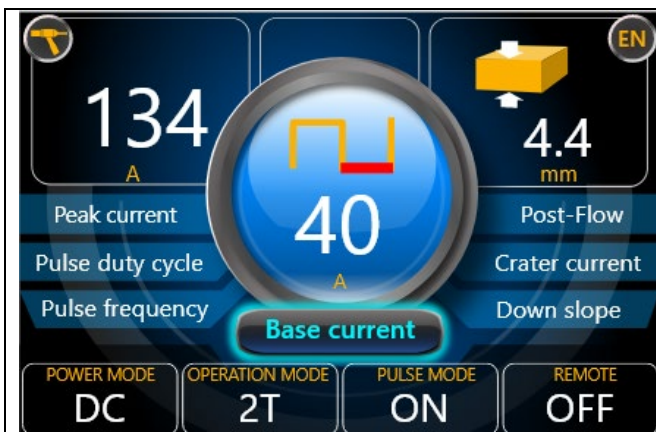 EN
134
A
4.4
mm
40
A
Peak current
Pulse duty cycle
Pulse frequency
Post-Flow
Crater current
Down slope
Base current
POWER MODE
DC
OPERATION MODE
2T
PULSE MODE
ON
REMOTE
OFF